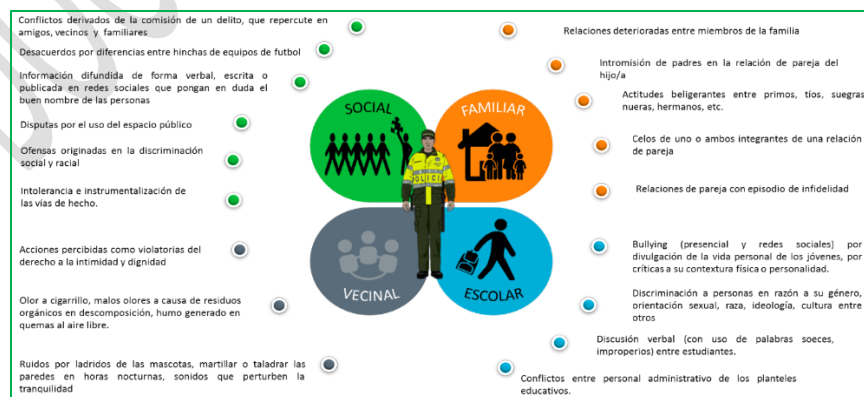 Conflictos derivados de la comisión de un delito, que repercute en
amigos, vecinos y familiares
Desacuerdos por diferencias entre hinchas de equipos de futbol
Información difundida de forma verbal, escrita o
publicada en redes sociales que pongan en duda el
buen nombre de las personas
Disputas por el uso del espacio público
Ofensas originadas en la discriminación
social y racial
Intolerancia e instrumentalización de
las vías de hecho.
Acciones percibidas como violatorias del
derecho a la intimidad y dignidad
Olor a cigarrillo, malos olores a causa de residuos
orgánicos en descomposición, humo generado en
quemas al aire libre.
Ruidos por ladridos de las mascotas, martillar o taladrar las
paredes en horas nocturnas, sonidos que perturben la
tranquilidad
SOCIAL
FAMILIAR
POLICIA
VECINAL
ESCOLAR
Relaciones deterioradas entre miembros de la familia
Intromisión de padres en la relación de pareja del
hijo/a
Actitudes beligerantes entre primos, tíos, suegras
nueras, hermanos, etc.
Celos de uno o ambos integrantes de una relación
de pareja
Relaciones de pareja con episodio de infidelidad
Bullying (presencial y redes sociales) por
divulgación de la vida personal de los jóvenes, por
críticas a su contextura física o personalidad.
Discriminación a personas en razón a su género,
orientación sexual, raza, ideología, cultura entre
otros
Discusión verbal (con uso de palabras soeces,
improperios) entre estudiantes.
Conflictos entre personal administrativo de los planteles
educativos.